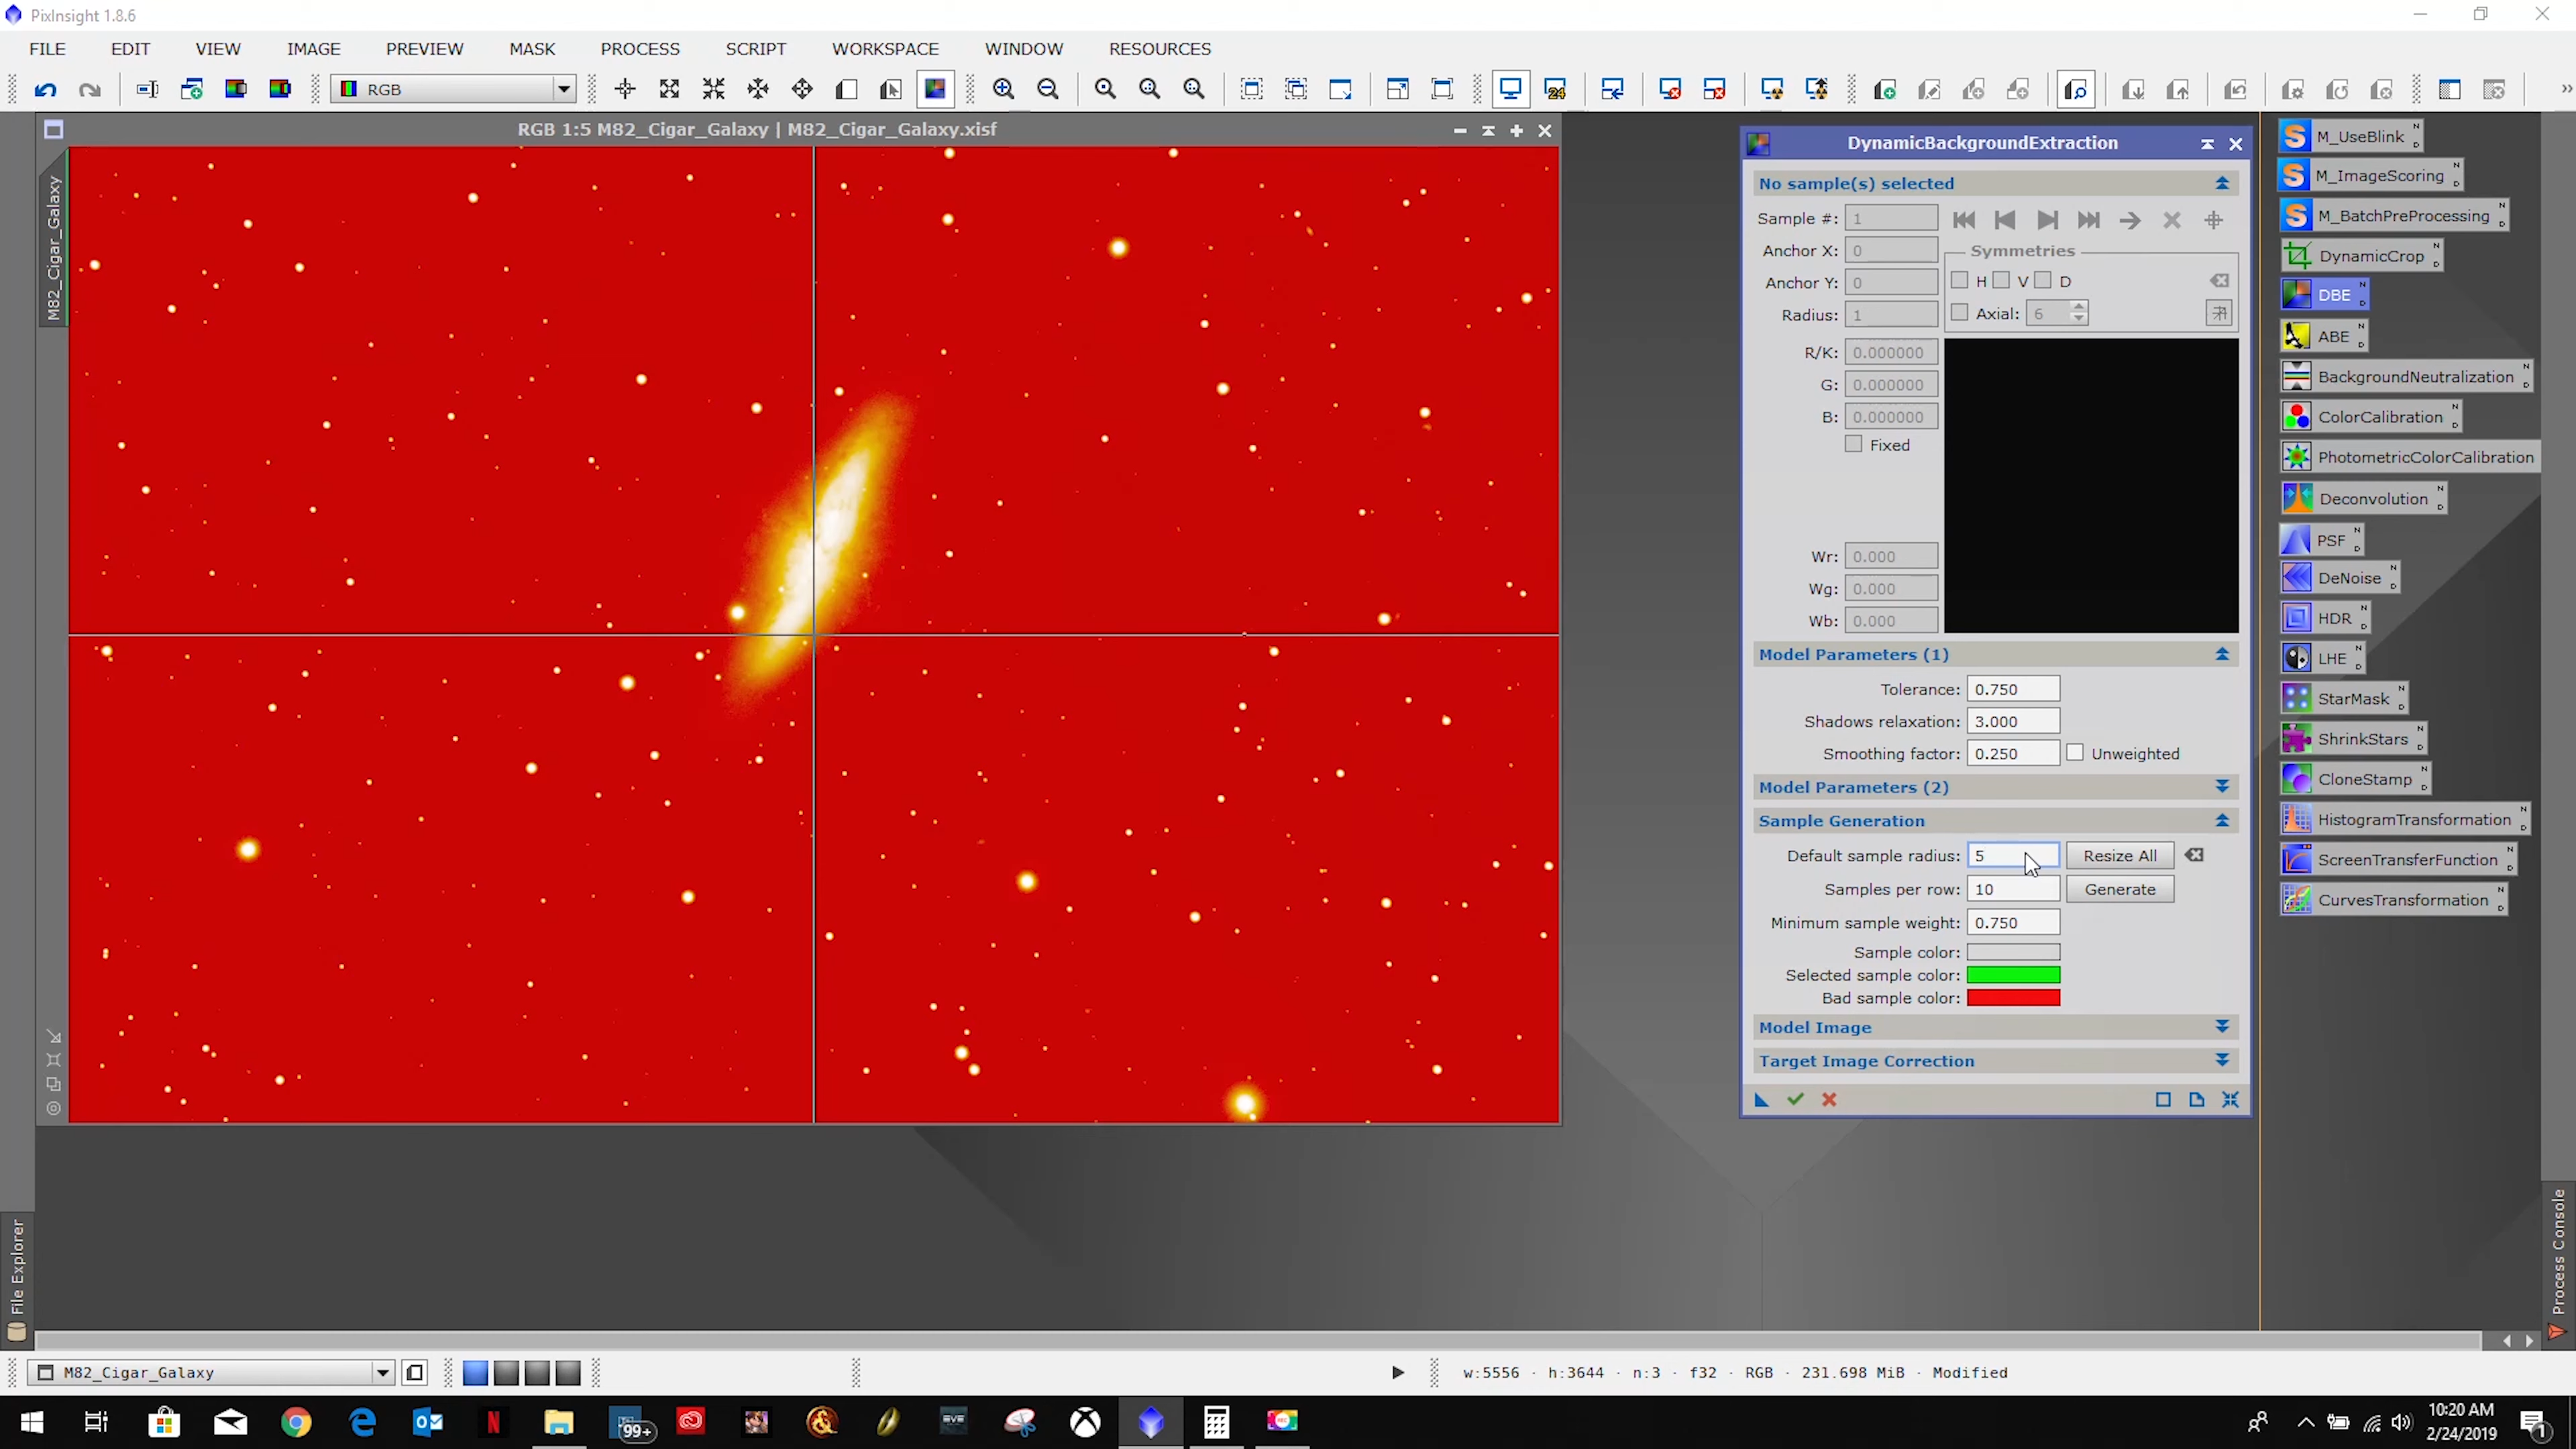 PixInsight 1.8.6
FILE EDIT VIEW IMAGE PREVIEW MASK PROCESS SCRIPT WORKSPACE WINDOW RESOURCES
RGB
24
RGB 1:5 M82_Cigar_Galaxy | M82_Cigar_Galaxy.xisf
M82_Cigar_Galaxy
DynamicBackgroundExtraction
No sample(s) selected
Sample #: 1
Anchor X: 0
Symmetries
Anchor Y: 0
H V D
Radius: 1
Axial: 6
R/K: 0.000000
G: 0.000000
B: 0.000000
Fixed
Wr: 0.000
Wg: 0.000
Wb: 0.000
Model Parameters (1)
Tolerance: 0.750
Shadows relaxation: 3.000
Smoothing factor: 0.250 Unweighted
Model Parameters (2)
Sample Generation
Default sample radius: 5 Resize All
Samples per row: 10 Generate
Minimum sample weight: 0.750
Sample color:
Selected sample color:
Bad sample color:
Model Image
Target Image Correction
M_UseBlink N D
M_ImageScoring N D
M_BatchPreProcessing N D
DynamicCrop N D
DBE N D
ABE N D
BackgroundNeutralization N D
ColorCalibration N D
PhotometricColorCalibration
Deconvolution N D
PSF N D
DeNoise N D
HDR N D
LHE N D
StarMask N D
ShrinkStars N D
CloneStamp N D
HistogramTransformation N D
ScreenTransferFunction N D
CurvesTransformation N D
File Explorer
Process Console
M82_Cigar_Galaxy
w:5556 · h:3644 · n:3 · f32 · RGB · 231.698 MiB · Modified
99+
EVE
10:20 AM
2/24/2019
1